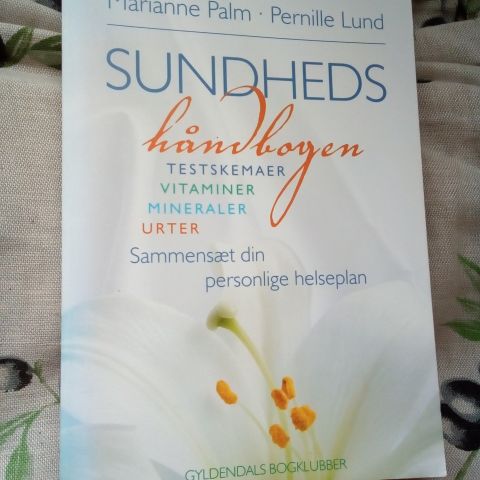 Marianne Palm · Pernille Lund
SUNDHEDS
håndbogen
TESTSKEMAER
VITAMINER
MINERALER
URTER
Sammensæt din
personlige helseplan
GYLDENDALS BOGKLUBBER